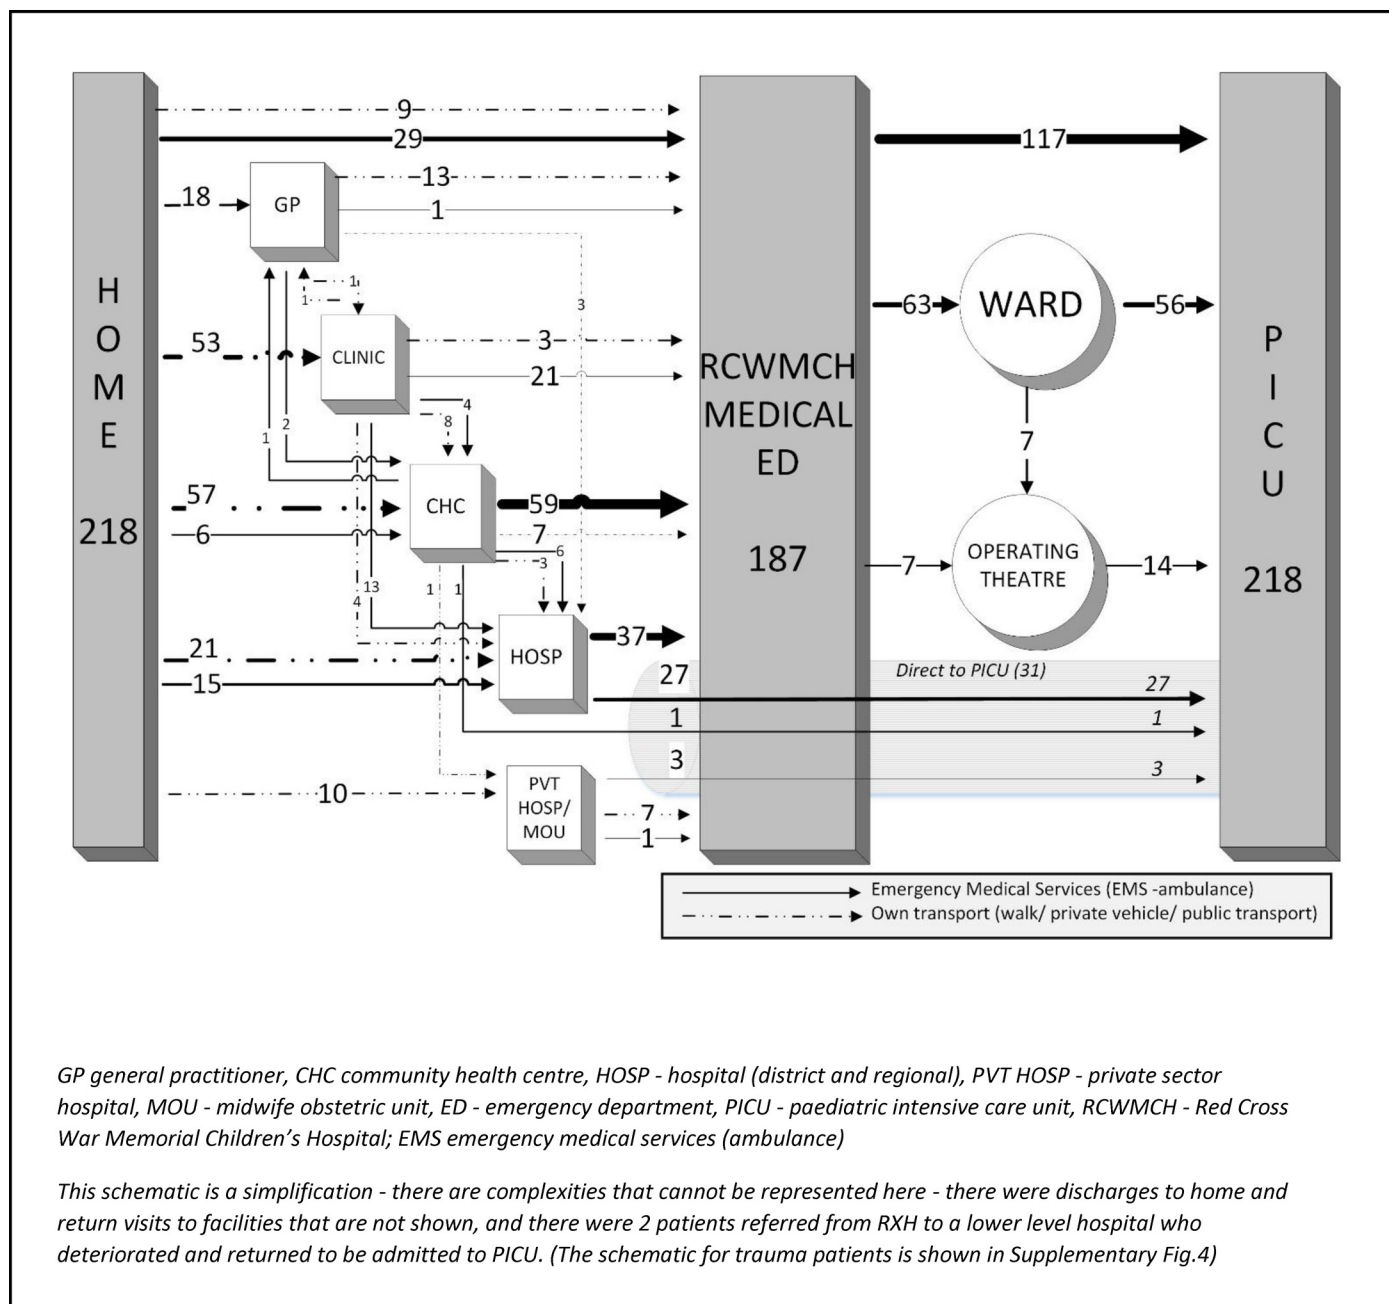 9
29
13
18
GP
1
1
1
3
H
O
M
E
218
53
CLINIC
3
21
4
8
2
1
57
6
CHC
59
7
6
3
13
4
1
1
21
15
HOSP
37
27
1
3
10
PVT
HOSP/
MOU
7
1
RCWMCH
MEDICAL
ED
187
117
63
WARD
56
7
7
OPERATING
THEATRE
14
Direct to PICU (31)
27
1
3
P
I
C
U
218
Emergency Medical Services (EMS -ambulance)
Own transport (walk/ private vehicle/ public transport)
GP general practitioner, CHC community health centre, HOSP - hospital (district and regional), PVT HOSP - private sector
hospital, MOU - midwife obstetric unit, ED - emergency department, PICU - paediatric intensive care unit, RCWMCH - Red Cross
War Memorial Children's Hospital; EMS emergency medical services (ambulance)
This schematic is a simplification - there are complexities that cannot be represented here - there were discharges to home and
return visits to facilities that are not shown, and there were 2 patients referred from RXH to a lower level hospital who
deteriorated and returned to be admitted to PICU. (The schematic for trauma patients is shown in Supplementary Fig.4)